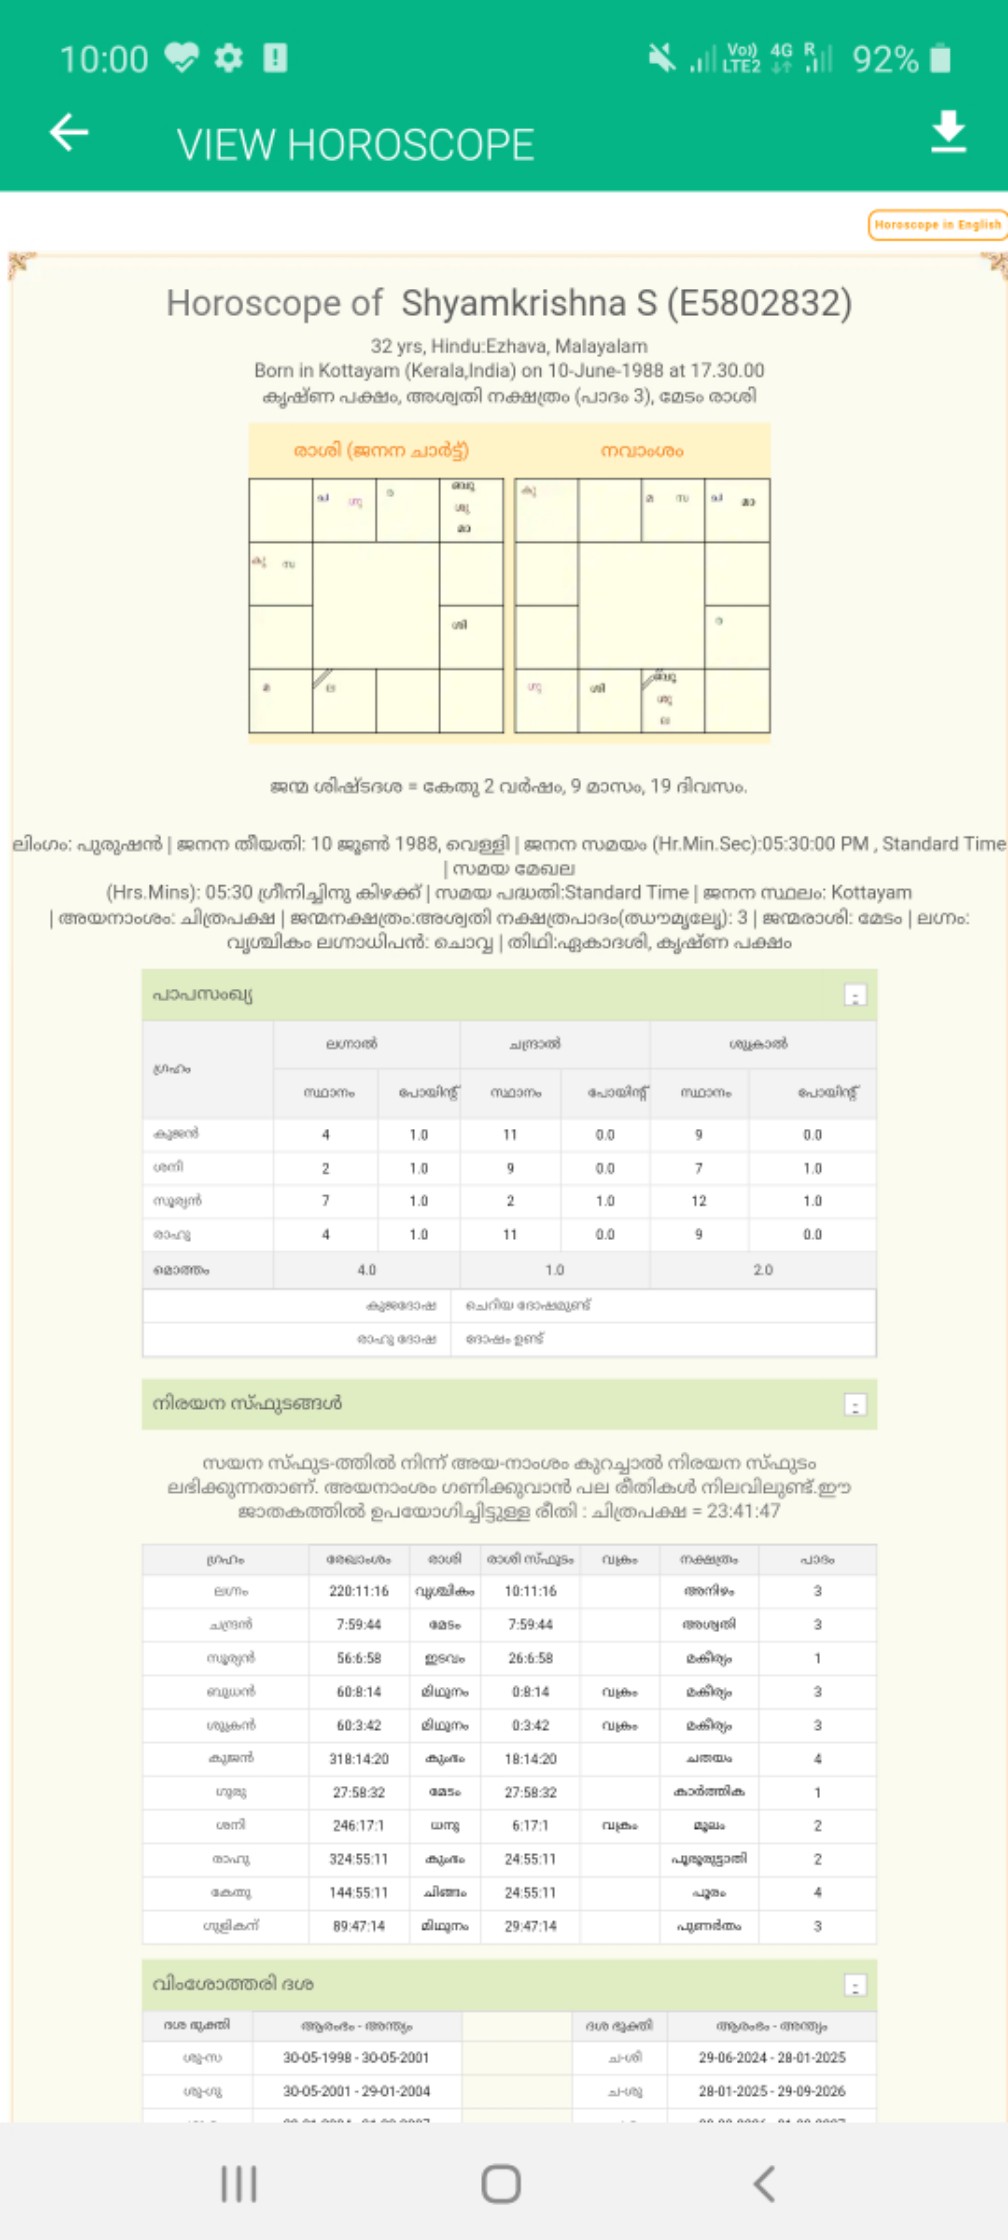 10:00 Vo)) LTE2 4G R 92%
VIEW HOROSCOPE
Horoscope in English
Horoscope of Shyamkrishna S (E5802832)
32 yrs, Hindu:Ezhava, Malayalam
Born in Kottayam (Kerala,India) on 10-June-1988 at 17.30.00
കൃഷ്ണ പക്ഷം, അശ്വതി നക്ഷത്രം (പാദം 3), മേടം രാശി
രാശി (ജനന ചാർട്ട്) നവാംശം
ച ഗു ര ബു ശു മാ കു മ സ ച മാ
കു സ
ശി ര
മ ല ഗു ശി ബു ശു ല
ജന്മ ശിഷ്ടദശ = കേതു 2 വർഷം, 9 മാസം, 19 ദിവസം.
ലിംഗം: പുരുഷൻ | ജനന തീയതി: 10 ജൂൺ 1988, വെള്ളി | ജനന സമയം (Hr.Min.Sec):05:30:00 PM , Standard Time
| സമയ മേഖല
(Hrs.Mins): 05:30 ഗ്രീനിച്ചിനു കിഴക്ക് | സമയ പദ്ധതി:Standard Time | ജനന സ്ഥലം: Kottayam
| അയനാംശം: ചിത്രപക്ഷ | ജന്മനക്ഷത്രം:അശ്വതി 3 | ജന്മരാശി: മേടം | ലഗ്നം:
വൃശ്ചികം ലഗ്നാധിപൻ: ചൊവ്വ | തിഥി:ഏകാദശി, കൃഷ്ണ പക്ഷം
പാപസംഖ്യ
ഗ്രഹം ലഗ്നാൽ ചന്ദ്രാൽ ശുക്രാൽ
സ്ഥാനം പോയിന്റ് സ്ഥാനം പോയിന്റ് സ്ഥാനം പോയിന്റ്
കുജൻ 4 1.0 11 0.0 9 0.0
ശനി 2 1.0 9 0.0 7 1.0
സൂര്യൻ 7 1.0 2 1.0 12 1.0
രാഹു 4 1.0 11 0.0 9 0.0
മൊത്തം 4.0 1.0 2.0
കുജദോഷ ചെറിയ ദോഷമുണ്ട്
രാഹു ദോഷ ദോഷം ഉണ്ട്
നിരയന സ്ഫുടങ്ങൾ
സയന സ്ഫുട-ത്തിൽ നിന്ന് അയ-നാംശം കുറച്ചാൽ നിരയന സ്ഫുടം
ലഭിക്കുന്നതാണ്. അയനാംശം ഗണിക്കുവാൻ പല രീതികൾ നിലവിലുണ്ട്.ഈ
ജാതകത്തിൽ ഉപയോഗിച്ചിട്ടുള്ള രീതി : ചിത്രപക്ഷ = 23:41:47
ഗ്രഹം രേഖാംശം രാശി രാശി സ്ഫുടം വക്രം നക്ഷത്രം പാദം
ലഗ്നം 220:11:16 വൃശ്ചികം 10:11:16 അനിഴം 3
ചന്ദ്രൻ 7:59:44 മേടം 7:59:44 അശ്വതി 3
സൂര്യൻ 56:6:58 ഇടവം 26:6:58 മകീര്യം 1
ബുധൻ 60:8:14 മിഥുനം 0:8:14 വക്രം മകീര്യം 3
ശുക്രൻ 60:3:42 മിഥുനം 0:3:42 വക്രം മകീര്യം 3
കുജൻ 318:14:20 കുംഭം 18:14:20 ചതയം 4
ഗുരു 27:58:32 മേടം 27:58:32 കാർത്തിക 1
ശനി 246:17:1 ധനു 6:17:1 വക്രം മൂലം 2
രാഹു 324:55:11 കുംഭം 24:55:11 പൂരുരുട്ടാതി 2
കേതു 144:55:11 ചിങ്ങം 24:55:11 പൂരം 4
ഗുളികന് 89:47:14 മിഥുനം 29:47:14 പുണർതം 3
വിംശോത്തരി ദശ
ദശ ഭുക്തി ആരംഭം - അന്ത്യം ദശ ഭുക്തി ആരംഭം - അന്ത്യം
ശു-സ 30-05-1998 - 30-05-2001 ച-ശി 29-06-2024 - 28-01-2025
ശു-ഗു 30-05-2001 - 29-01-2004 ച-ശു 28-01-2025 - 29-09-2026